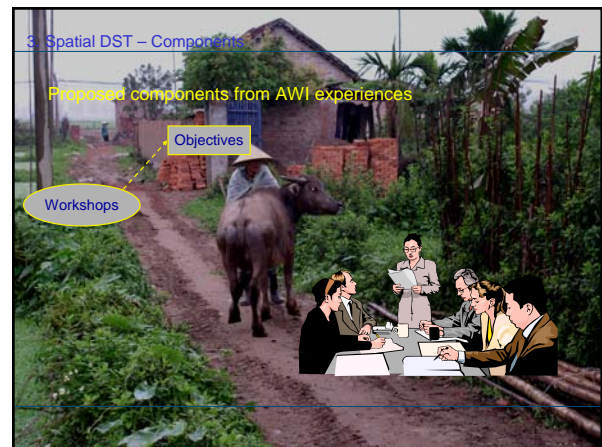 3. Spatial DST – Components
Proposed components from AWI experiences
Objectives
Workshops